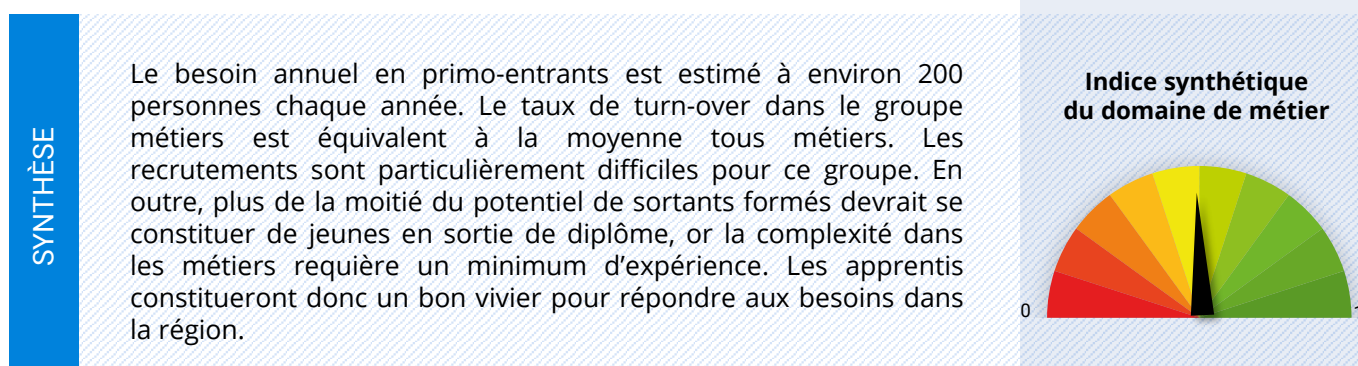 SYNTHÈSE
Le besoin annuel en primo-entrants est estimé à environ 200
personnes chaque année. Le taux de turn-over dans le groupe
métiers est équivalent à la moyenne tous métiers. Les
recrutements sont particulièrement difficiles pour ce groupe. En
outre, plus de la moitié du potentiel de sortants formés devrait se
constituer de jeunes en sortie de diplôme, or la complexité dans
les métiers requière un minimum d’expérience. Les apprentis
constitueront donc un bon vivier pour répondre aux besoins dans
la région.
Indice synthétique
du domaine de métier
0